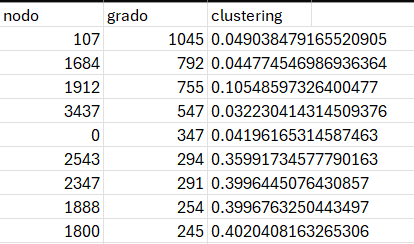 nodo grado clustering
107 1045 0.049038479165520905
1684 792 0.044774546986936364
1912 755 0.10548597326400477
3437 547 0.032230414314509376
0 347 0.04196165314587463
2543 294 0.35991734577790163
2347 291 0.3996445076430857
1888 254 0.3996763250443497
1800 245 0.4020408163265306